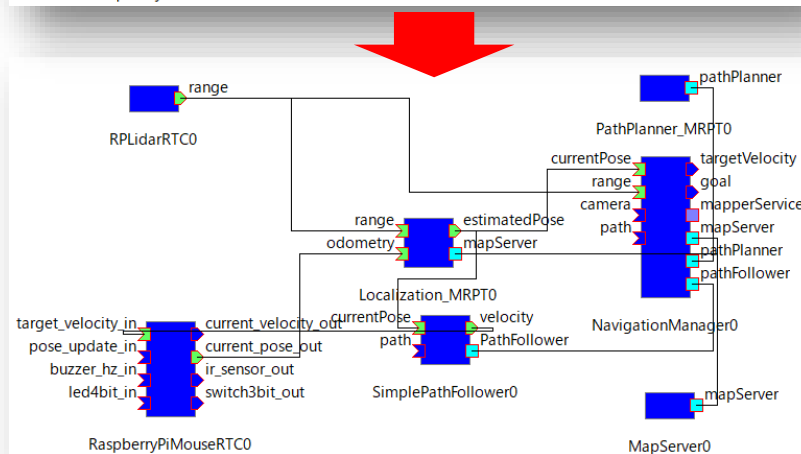 range
RPLidarRTC0
pathPlanner
PathPlanner_MRPT0
currentPose
range
camera
path
targetVelocity
goal
mapperService
mapServer
pathPlanner
pathFollower
NavigationManager0
range
odometry
estimatedPose
mapServer
Localization_MRPT0
currentPose
path
velocity
PathFollower
SimplePathFollower0
target_velocity_in
pose_update_in
buzzer_hz_in
led4bit_in
current_velocity_out
current_pose_out
ir_sensor_out
switch3bit_out
RaspberryPiMouseRTC0
mapServer
MapServer0